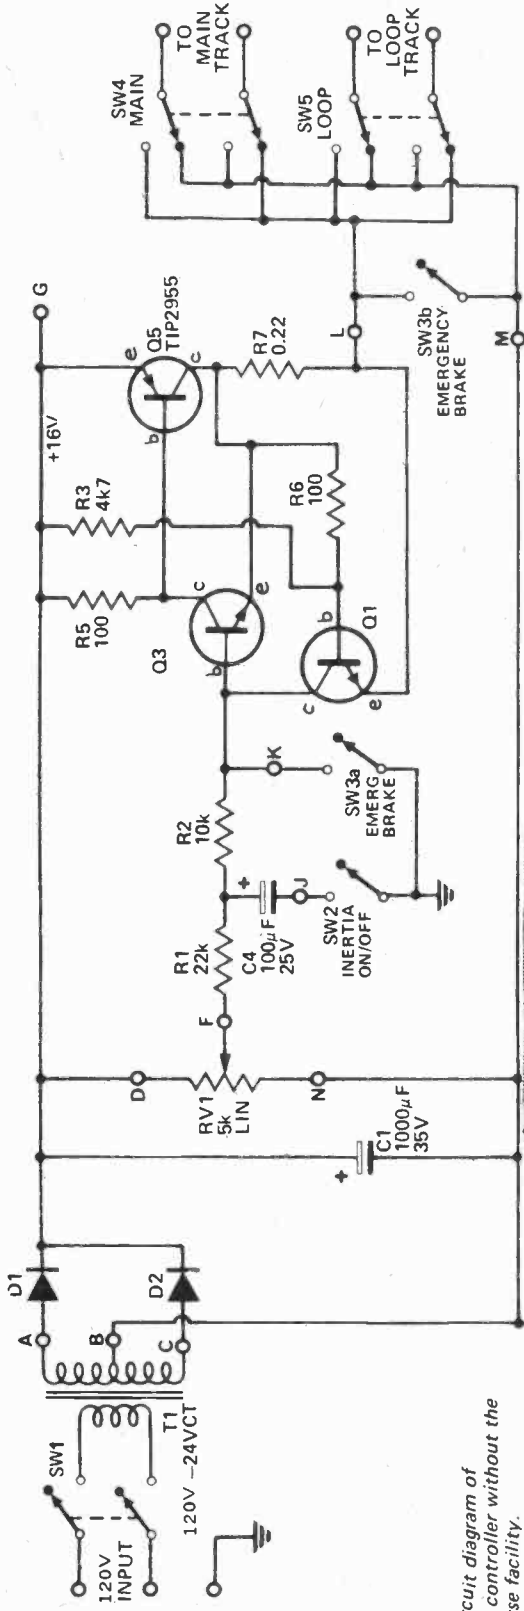 120V
INPUT
SW1
T1
120V – 24VCT
A
B
C
D1
D2
C1
1000µF
35V
+
D
RV1
5k
LIN
N
F
R1
22k
C4
100µF
25V
+
J
SW2
INERTIA
ON/OFF
R2
10k
K
SW3a
EMERG
BRAKE
R5
100
R3
4k7
+16V
Q3
b
c
e
Q1
b
c
e
R6
100
Q5
TIP2955
e
b
c
G
R7
0.22
L
SW3b
EMERGENCY
BRAKE
M
SW4
MAIN
TO
MAIN
TRACK
SW5
LOOP
TO
LOOP
TRACK
cuit diagram of
controller without the
se facility.